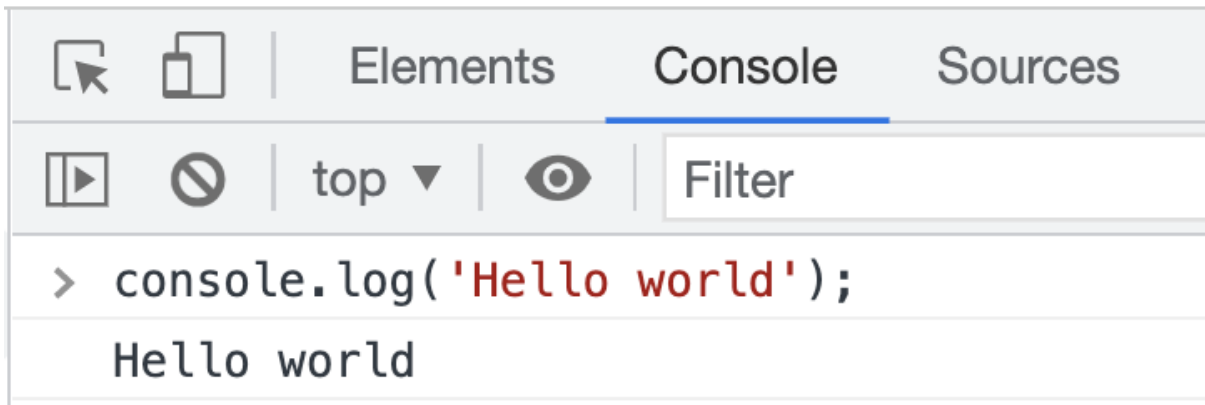 Elements Console Sources
top Filter
> console.log('Hello world');
Hello world